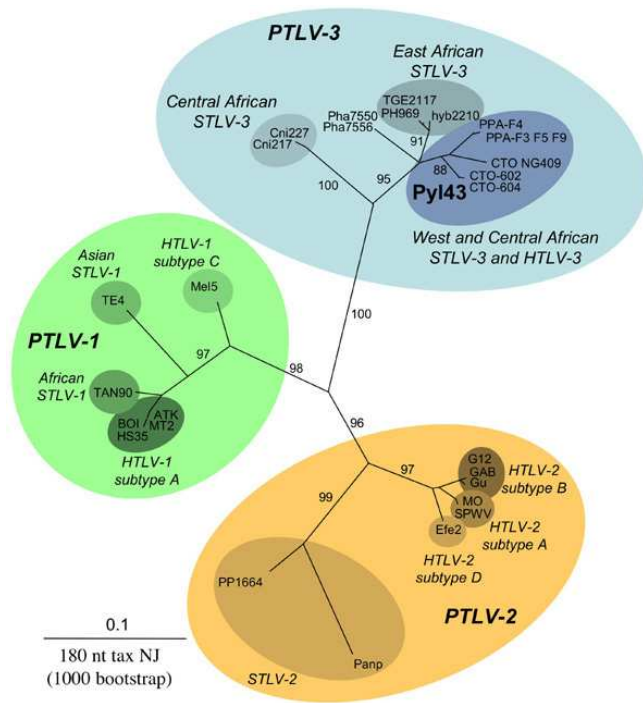 PTLV-3
East African
STLV-3
Central African
STLV-3
TGE2117
PH969
hyb2210
Pha7550
Pha7556
Cni227
Cni217
PPA-F4
PPA-F3 F5 F9
91
CTO NG409
88
CTO-602
CTO-604
95
100
Pyl43
West and Central African
STLV-3 and HTLV-3
HTLV-1
subtype C
Asian
STLV-1
Mel5
TE4
100
PTLV-1
97
98
African
STLV-1
TAN90
BOI
HS35
ATK
MT2
HTLV-1
subtype A
96
97
G12
GAB
Gu
HTLV-2
subtype B
99
MO
SPWV
Efe2
HTLV-2
subtype A
HTLV-2
subtype D
PP1664
PTLV-2
0.1
180 nt tax NJ
(1000 bootstrap)
Panp
STLV-2